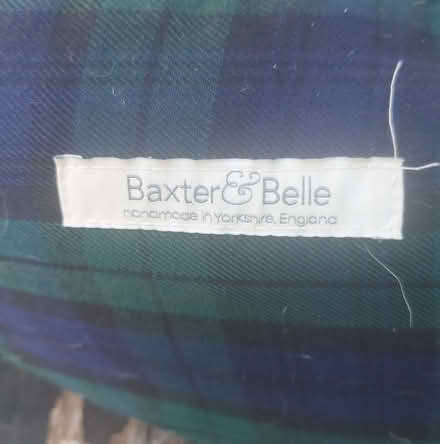 Baxter & Belle
handmade in Yorkshire, England